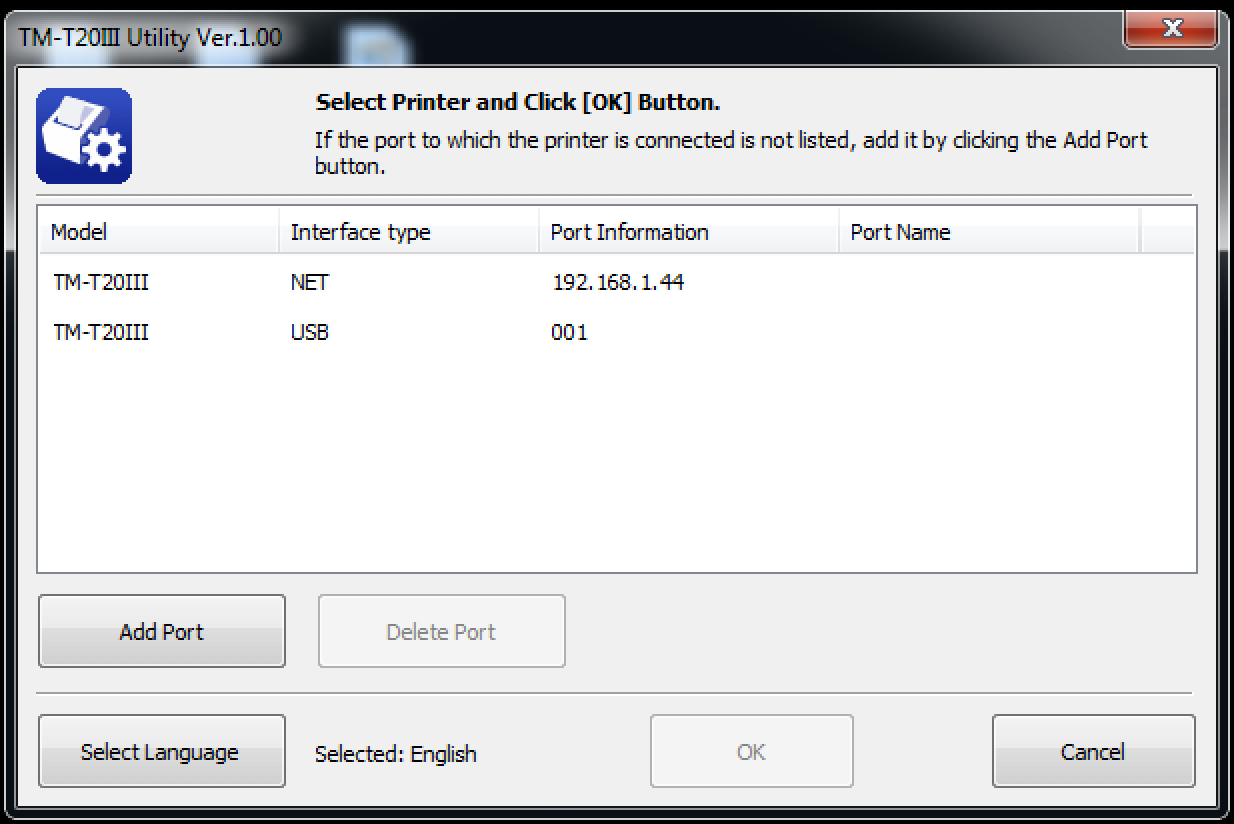 TM-T20III Utility Ver.1.00
Select Printer and Click [OK] Button.
If the port to which the printer is connected is not listed, add it by clicking the Add Port
button.
Model Interface type Port Information Port Name
TM-T20III NET 192.168.1.44
TM-T20III USB 001
Add Port Delete Port
Select Language Selected: English OK Cancel